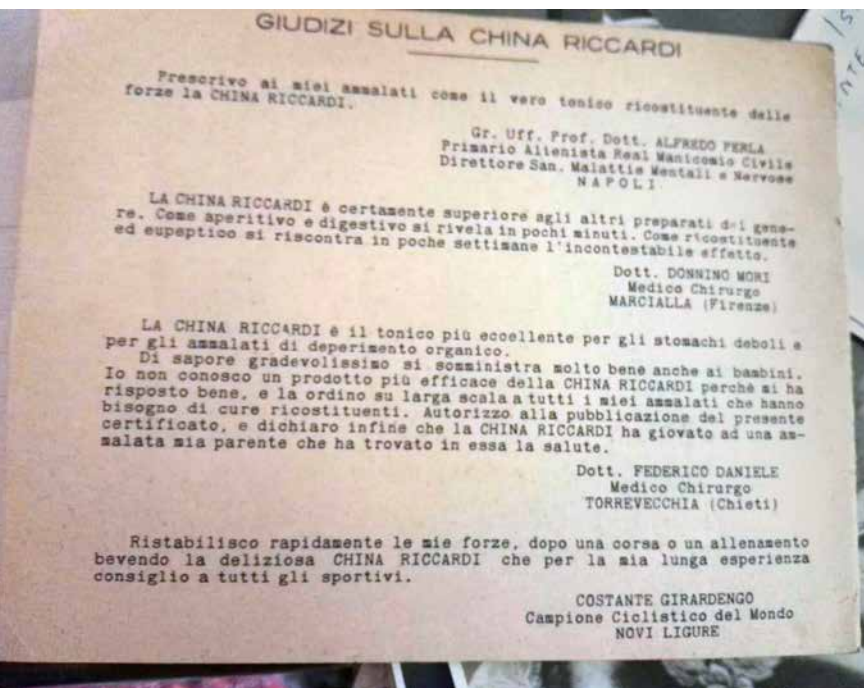 GIUDIZI SULLA CHINA RICCARDI
Prescrivo ai miei ammalati come il vero tonico ricostituente delle
forze la CHINA RICCARDI.
Gr. Uff. Prof. Dott. ALFREDO PERLA
Primario Alienista Real Manicomio Civile
Direttore San. Malattie Mentali e Nervose
NAPOLI
LA CHINA RICCARDI è certamente superiore agli altri preparati del gene-
re. Come aperitivo e digestivo si rivela in pochi minuti. Come ricostituente
ed eupeptico si riscontra in poche settimane l'incontestabile effetto.
Dott. DONNINO MORI
Medico Chirurgo
MARCIALLA (Firenze)
LA CHINA RICCARDI è il tonico più eccellente per gli stomachi deboli e
per gli ammalati di deperimento organico.
Di sapore gradevolissimo si somministra molto bene anche ai bambini.
Io non conosco un prodotto più efficace della CHINA RICCARDI perchè mi ha
risposto bene, e la ordino su larga scala a tutti i miei ammalati che hanno
bisogno di cure ricostituenti. Autorizzo alla pubblicazione del presente
certificato, e dichiaro infine che la CHINA RICCARDI ha giovato ad una am-
malata mia parente che ha trovato in essa la salute.
Dott. FEDERICO DANIELE
Medico Chirurgo
TORREVECCHIA (Chieti)
Ristabilisco rapidamente le mie forze, dopo una corsa o un allenamento
bevendo la deliziosa CHINA RICCARDI che per la mia lunga esperienza
consiglio a tutti gli sportivi.
COSTANTE GIRARDENGO
Campione Ciclistico del Mondo
NOVI LIGURE